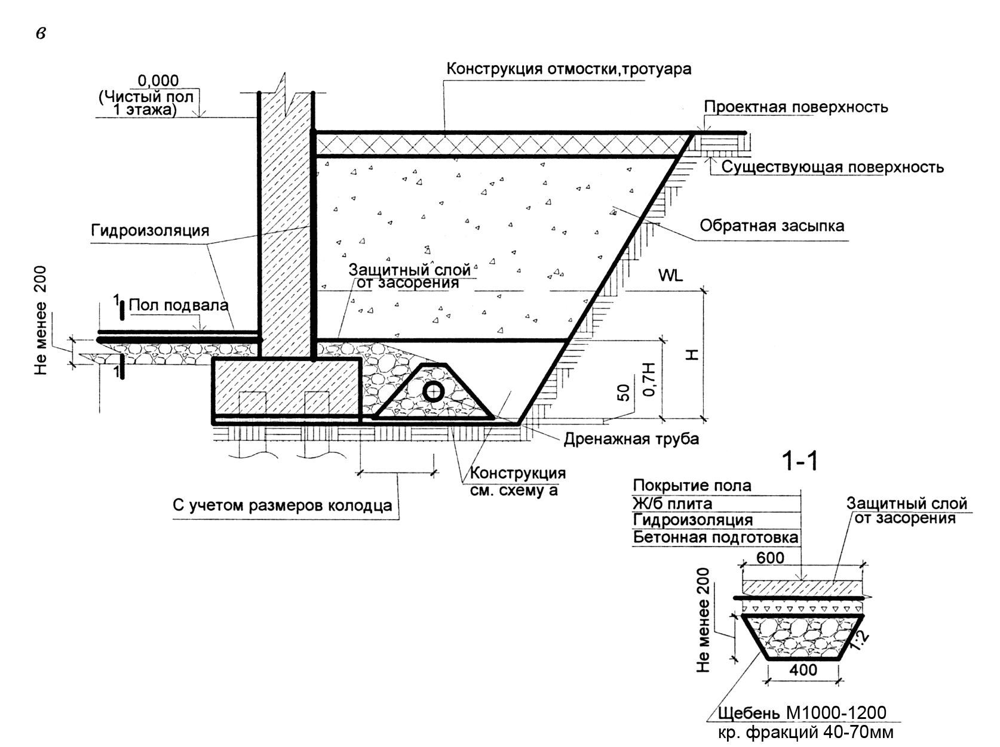 в
Конструкция отмостки,тротуара
0,000
(Чистый пол
1 этажа)
Проектная поверхность
Существующая поверхность
Гидроизоляция
Обратная засыпка
Защитный слой
от засорения
WL
Не менее 200
1
Пол подвала
1
H
0,7H
50
Дренажная труба
Конструкция
см. схему а
С учетом размеров колодца
1-1
Покрытие пола
Ж/б плита
Гидроизоляция
Бетонная подготовка
Защитный слой
от засорения
600
Не менее 200
1:2
400
Щебень М1000-1200
кр. фракций 40-70мм